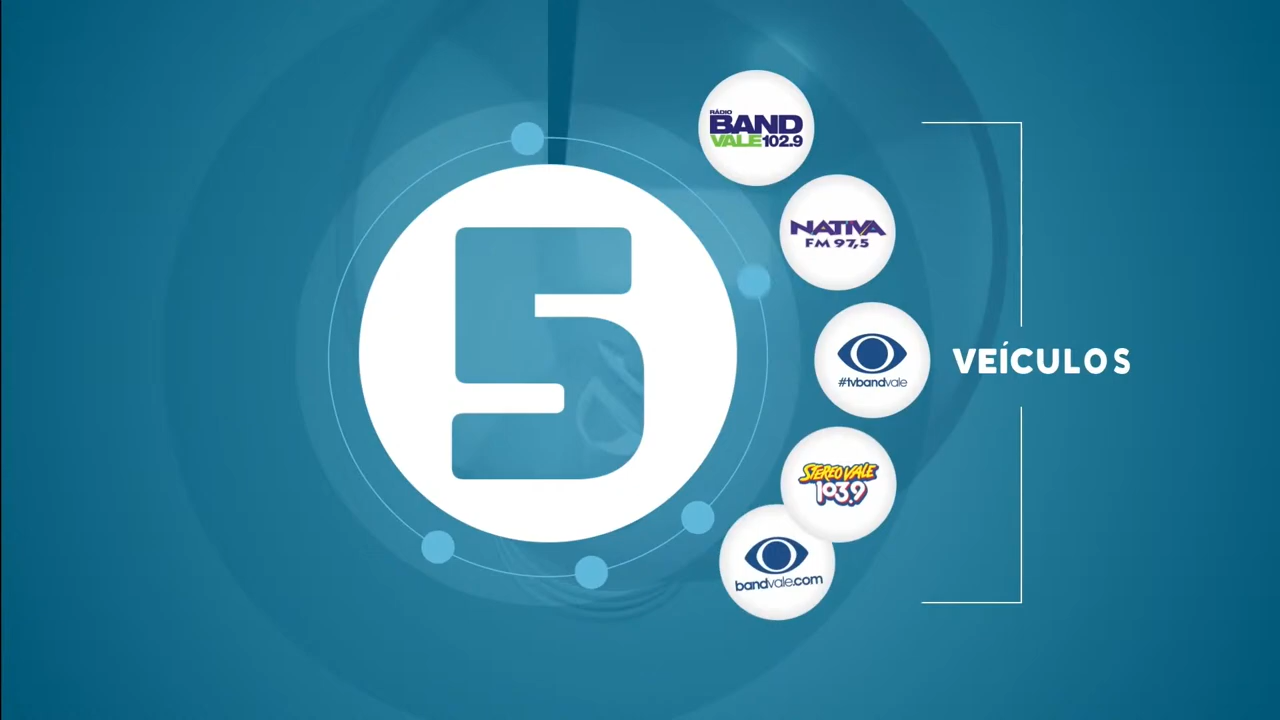 5
RÁDIO
BAND
VALE 102.9
NATIVA
FM 97,5
#tvbandvale
VEÍCULOS
STEREO VALE
103.9
bandvale.com